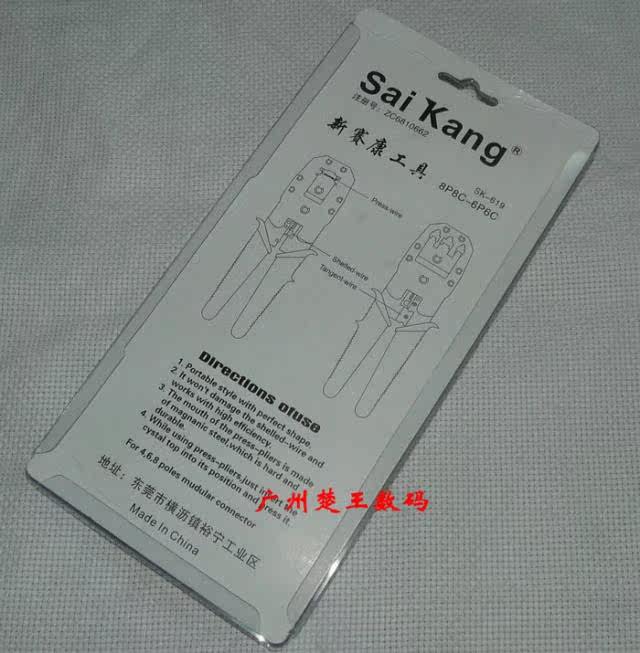 Sai Kang®
注册号：ZC6810662
新赛康工具
SK-619
8P8C~6P6C
Press-wire
Shelled-wire
Tangent-wire
Directions ofuse
1. Portable style with perfect shape.
2. It won't damage the shelled-wire and
works with high efficiency.
3. The mouth of the press-pliers is made
of magnanic steel,which is hard and
durable.
4. While using press-pliers,just insert the
cystal top into its position and press it.
For 4,6,8 poles mudular connector
地址：东莞市横沥镇裕宁工业区
Made In China
广州楚王数码